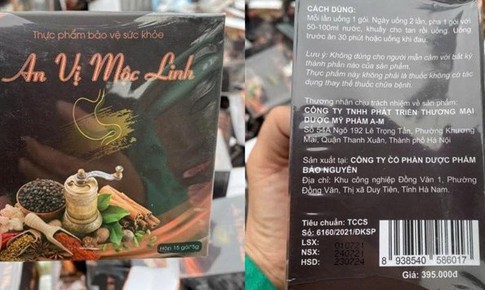 Thực phẩm bảo vệ sức khỏe
An Vị Mộc Linh
Hộp 15 gói*5g
CÁCH DÙNG:
Mỗi lần uống 1 gói. Ngày uống 2 lần, pha 1 gói với
50-100ml nước, khuấy cho tan rồi uống. Uống
trước ăn 30 phút hoặc uống khi đau.
Lưu ý: Không dùng cho người mẫn cảm với bất kỳ
thành phần nào của sản phẩm.
Thực phẩm này không phải là thuốc không có tác
dụng thay thế thuốc chữa bệnh.
Thương nhân chịu trách nhiệm về sản phẩm:
CÔNG TY TNHH PHÁT TRIỂN THƯƠNG MẠI
DƯỢC MỸ PHẨM A-M
Số 54A Ngõ 192 Lê Trọng Tấn, Phường Khương
Mai, Quận Thanh Xuân, Thành phố Hà Nội
Sản xuất tại: CÔNG TY CỔ PHẦN DƯỢC PHẨM
BẢO NGUYÊN
Địa chỉ: Khu công nghiệp Đồng Văn 1, Phường
Đồng Văn, Thị xã Duy Tiên, Tỉnh Hà Nam.
Tiêu chuẩn: TCCS
Số: 6160/2021/ĐKSP
LSX: 010721
NSX: 240721
HSD: 230724
8 938540 586017
Giá: 395.000đ